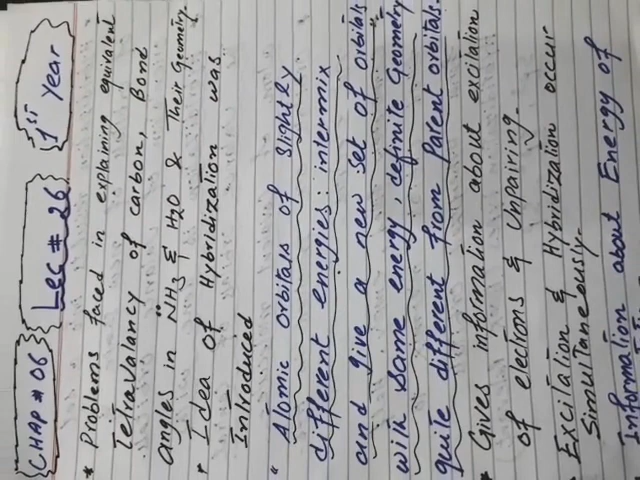 CHAP # 06 Lec # 26 1st year
* Problems faced in explaining equivalent
Tetravalancy of carbon, Bond
angles in NH3 & H2O & Their Geometry.
* Idea of Hybridization was
Introduced
" Atomic orbitals of slightly
different energies: intermix
and give a new set of orbitals
with same energy, definite Geometry
quite different from Parent orbitals."
* Gives information about excitation
of electrons & Unpairing.
* Excitation & Hybridization occur
Simultaneously.
Information about Energy of